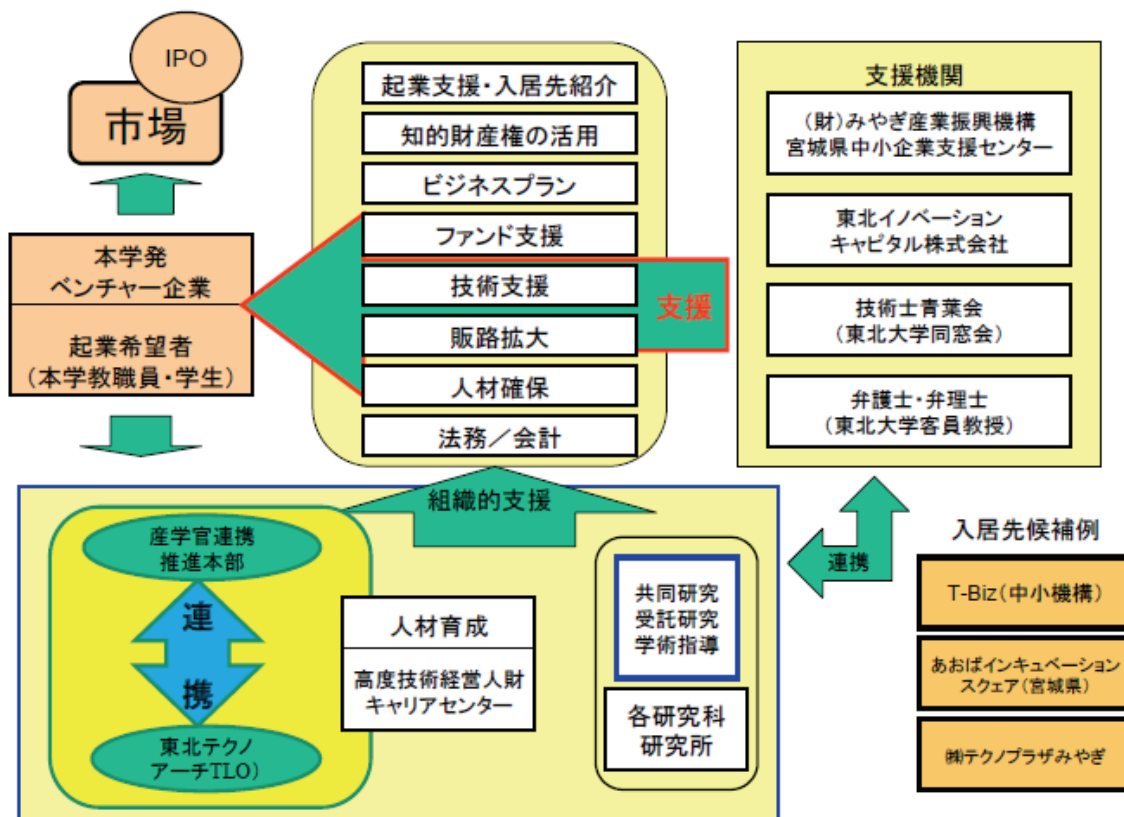 IPO
市場
本学発
ベンチャー企業
起業希望者
(本学教職員・学生)
起業支援・入居先紹介
知的財産権の活用
ビジネスプラン
ファンド支援
技術支援
販路拡大
人材確保
法務／会計
支援
支援機関
(財)みやぎ産業振興機構
宮城県中小企業支援センター
東北イノベーション
キャピタル株式会社
技術士青葉会
(東北大学同窓会)
弁護士・弁理士
(東北大学客員教授)
組織的支援
産学官連携
推進本部
連
携
東北テクノ
アーチTLO)
人材育成
高度技術経営人財
キャリアセンター
共同研究
受託研究
学術指導
各研究科
研究所
連携
入居先候補例
T-Biz(中小機構)
あおばインキュベーション
スクェア(宮城県)
㈱テクノプラザみやぎ